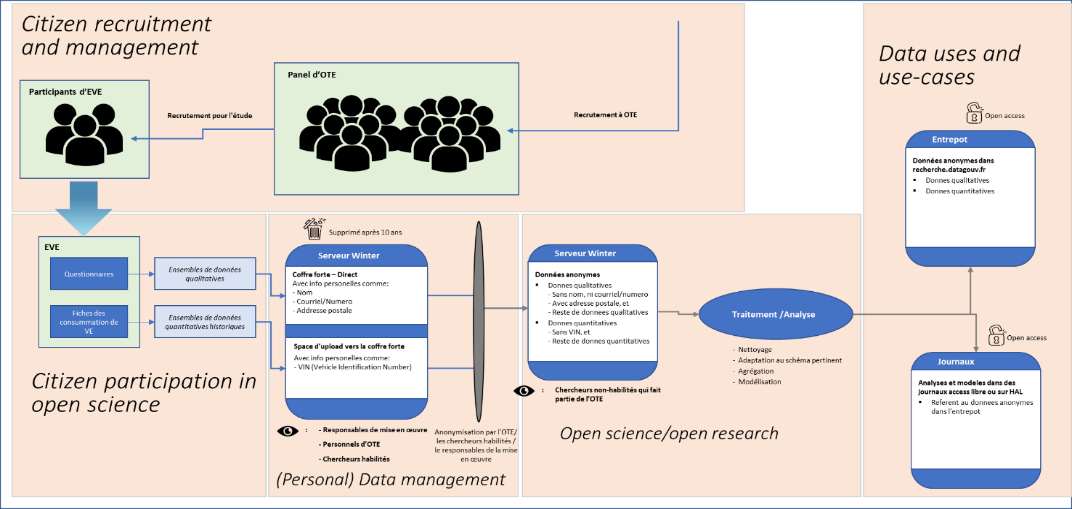 Citizen recruitment
and management
Participants d'EVE
Recrutement pour l'étude
Panel d'OTE
Recrutement à OTE
Data uses and
use-cases
Open access
Entrepot
Données anonymes dans
recherche.datagouv.fr
▪ Donnes qualitatives
▪ Donnes quantitatives
EVE
Questionnaires
Fiches des
consummation de
VE
Ensembles de données
qualitatives
Ensembles de données
quantitatives historiques
Citizen participation in
open science
Supprimé après 10 ans
Serveur Winter
Coffre forte – Direct
Avec info personelles comme:
- Nom
- Courriel/Numero
- Addresse postale
Space d'upload vers la coffre forte
Avec info personelles comme:
- VIN (Vehicle Identification Number)
: - Responsables de mise en œuvre
- Personnels d'OTE
- Chercheurs habilités
Anonymisation par l'OTE/
les chercheurs habilités /
le responsables de la mise
en œuvre
(Personal) Data management
Serveur Winter
Données anonymes
▪ Donnes qualitatives
- Sans nom, ni courriel/numero
- Avec adresse postale, et
- Reste de donnees qualitatives
▪ Donnes quantitatives
- Sans VIN, et
- Reste de donnes quantitatives
: Chercheurs non-habilités qui fait
partie de l'OTE
Open science/open research
Traitement /Analyse
- Nettoyage
- Adaptation au schéma pertinent
- Agrégation
- Modélisation
Open access
Journaux
Analyses et modeles dans des
journaux access libre ou sur HAL
▪ Referent au donnees anonymes
dans l'entrepot